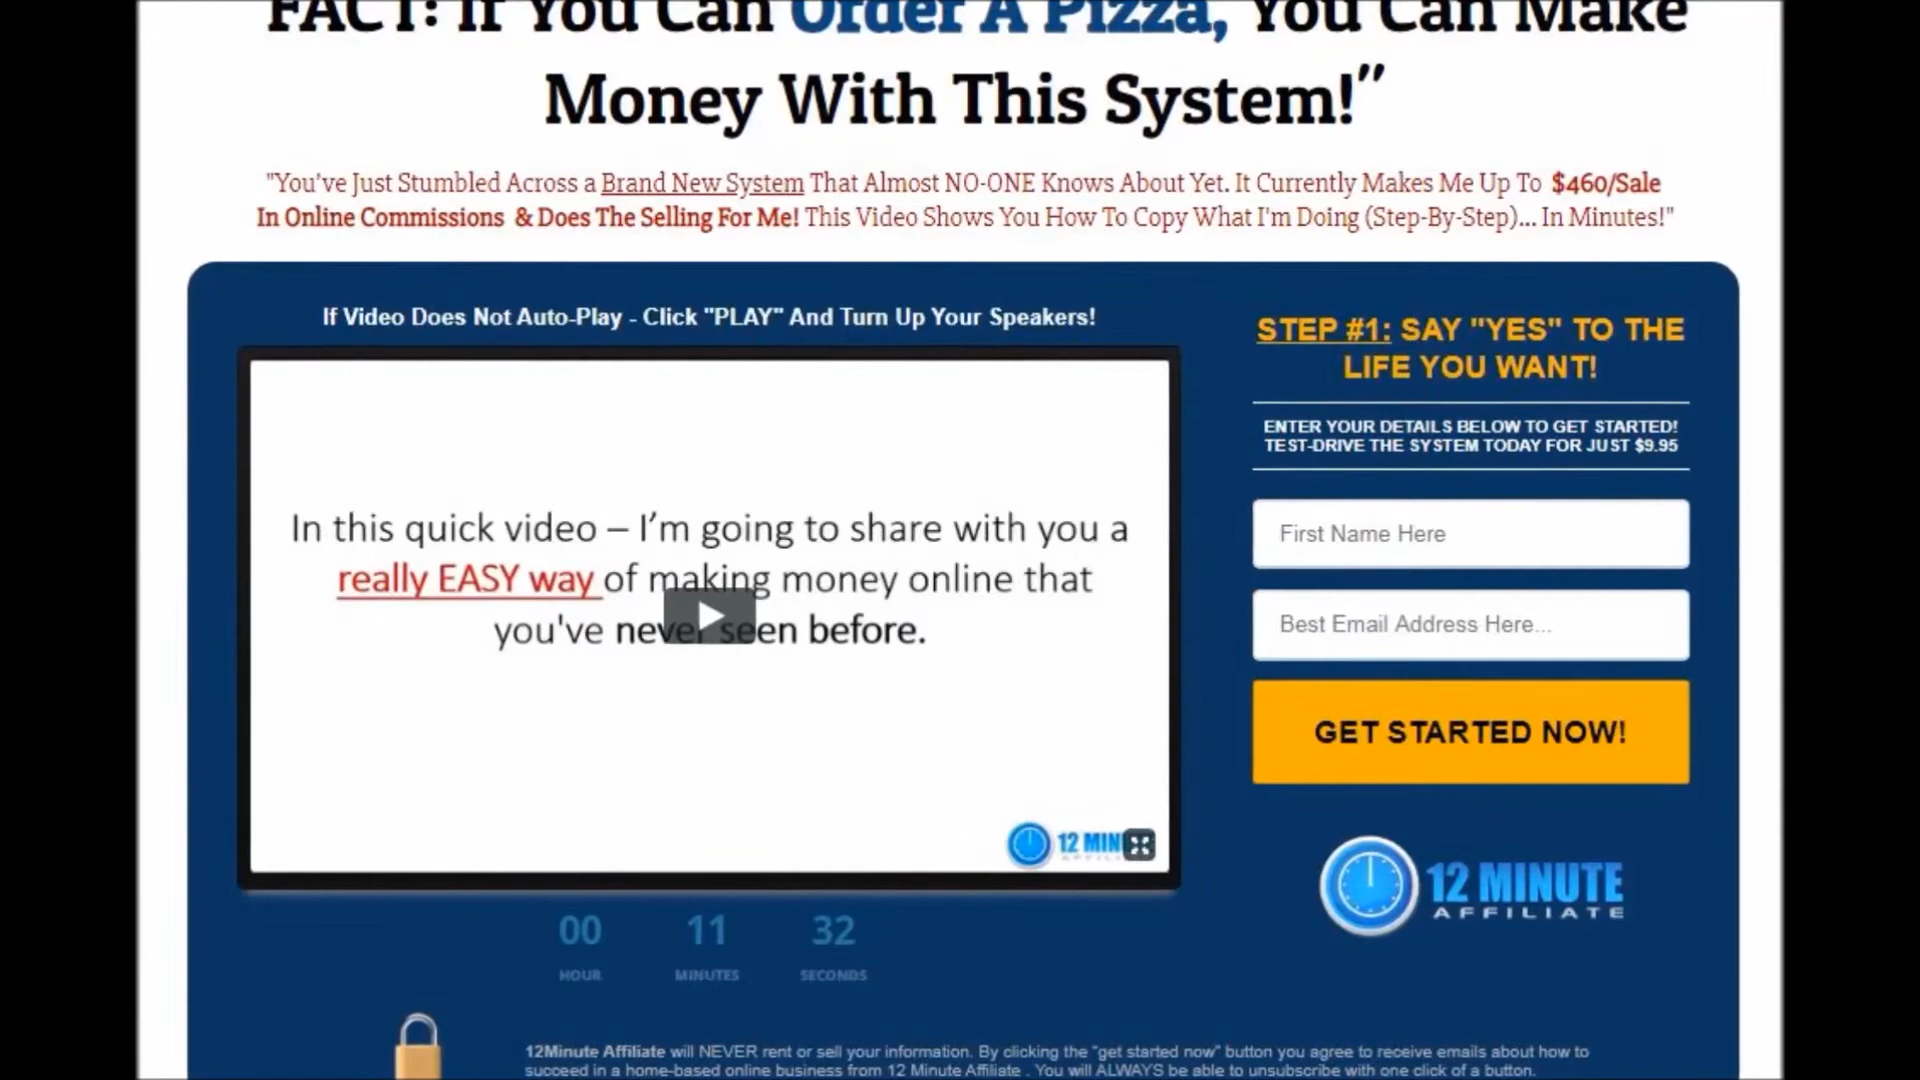 FACT: If You Can Order A Pizza, You Can Make
Money With This System!”
"You've Just Stumbled Across a Brand New System That Almost NO-ONE Knows About Yet. It Currently Makes Me Up To $460/Sale
In Online Commissions & Does The Selling For Me! This Video Shows You How To Copy What I'm Doing (Step-By-Step)... In Minutes!"
If Video Does Not Auto-Play - Click "PLAY" And Turn Up Your Speakers!
In this quick video – I’m going to share with you a
really EASY way of making money online that
you've never seen before.
12 MIN
00 11 32
HOUR MINUTES SECONDS
STEP #1: SAY "YES" TO THE
LIFE YOU WANT!
ENTER YOUR DETAILS BELOW TO GET STARTED!
TEST-DRIVE THE SYSTEM TODAY FOR JUST $9.95
First Name Here
Best Email Address Here...
GET STARTED NOW!
12 MINUTE
AFFILIATE
12Minute Affiliate will NEVER rent or sell your information. By clicking the "get started now" button you agree to receive emails about how to
succeed in a home-based online business from 12 Minute Affiliate . You will ALWAYS be able to unsubscribe with one click of a button.